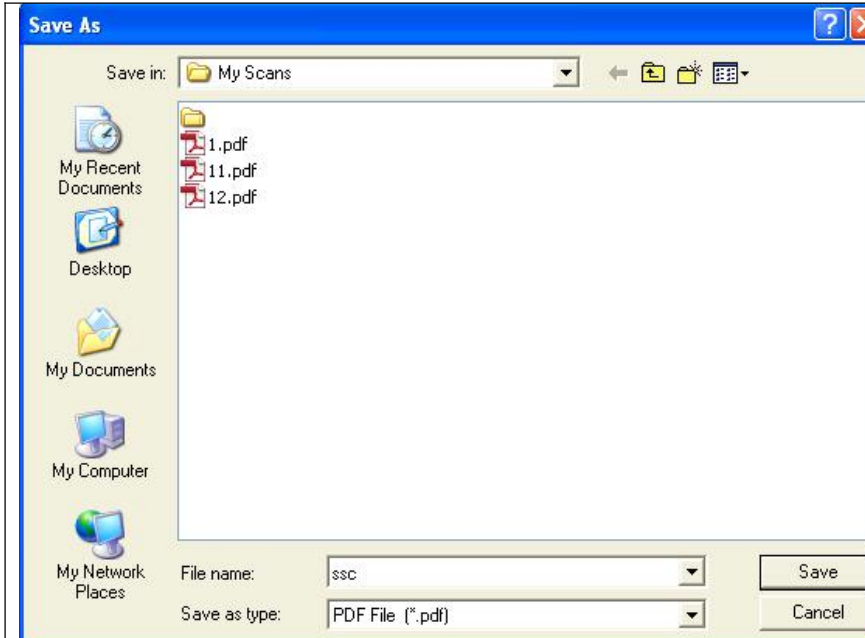 Save As
Save in: My Scans
1.pdf
11.pdf
12.pdf
My Recent
Documents
Desktop
My Documents
My Computer
My Network
Places
File name: ssc Save
Save as type: PDF File (*.pdf) Cancel